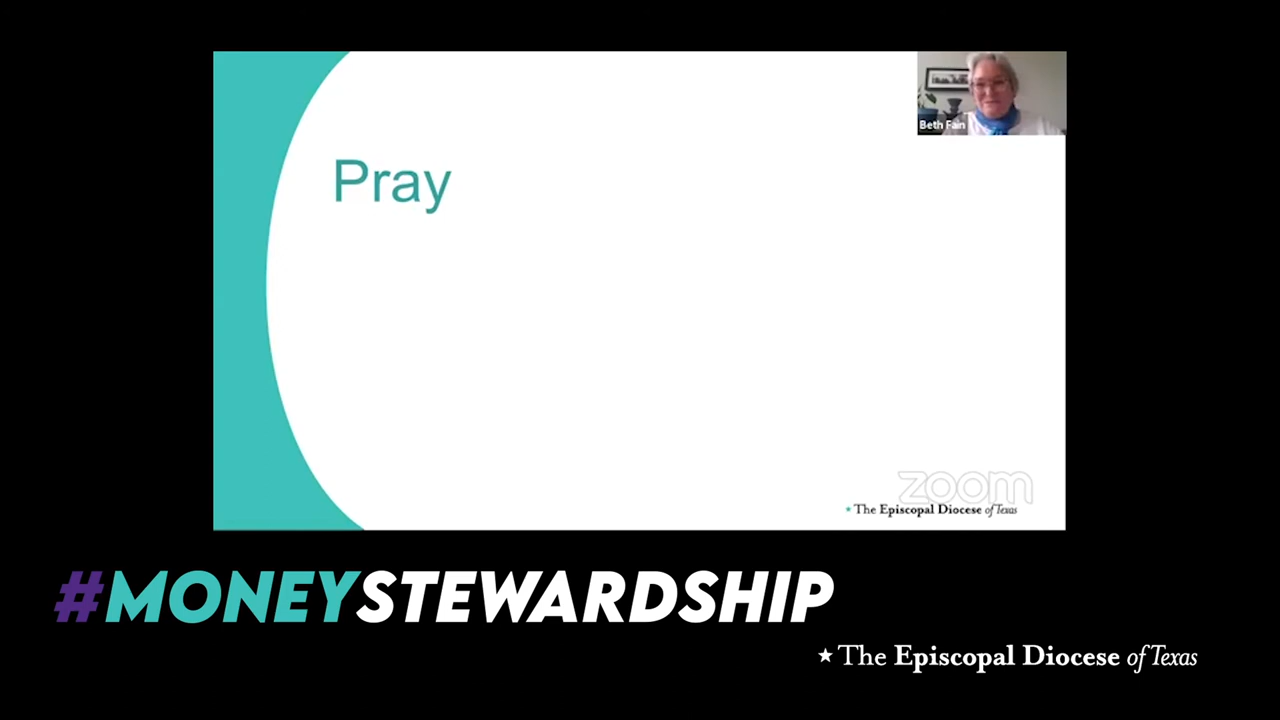 Beth Fain
Pray
zoom
The Episcopal Diocese of Texas
#MONEYSTEWARDSHIP
The Episcopal Diocese of Texas